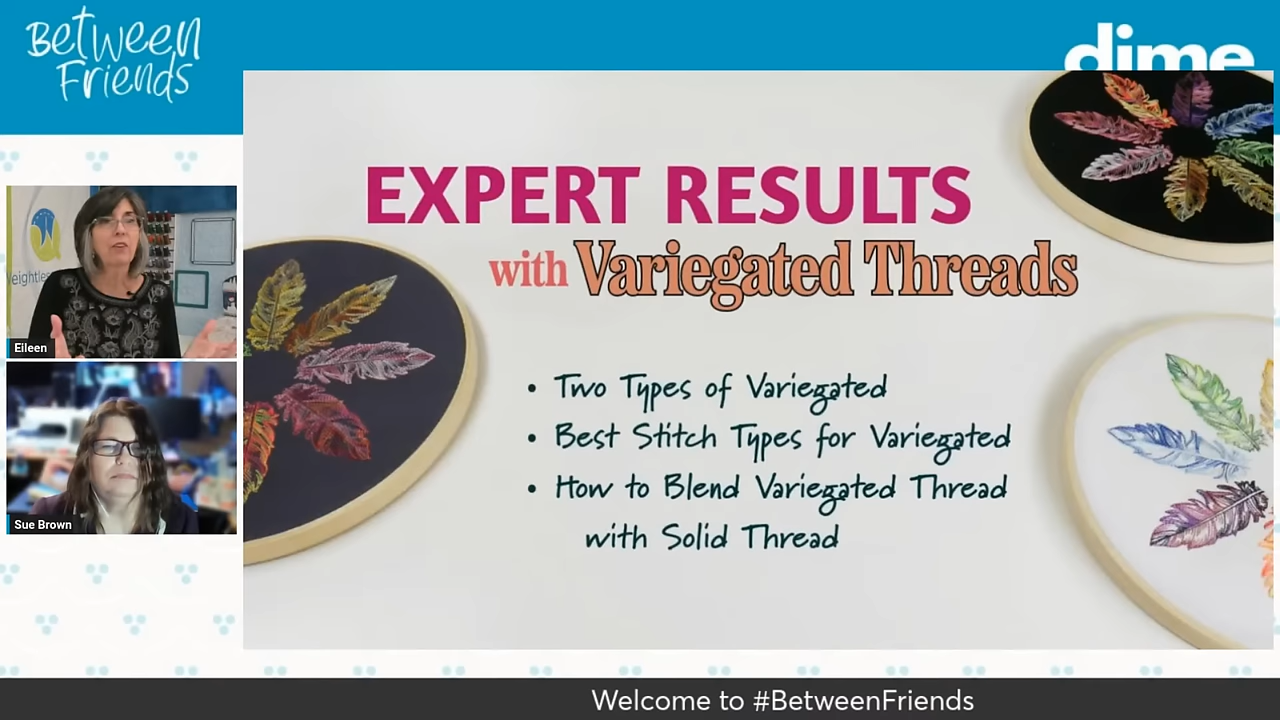 Between
Friends
dime
EXPERT RESULTS
with Variegated Threads
• Two Types of Variegated
• Best Stitch Types for Variegated
• How to Blend Variegated Thread
with Solid Thread
Eileen
Sue Brown
Welcome to #BetweenFriends